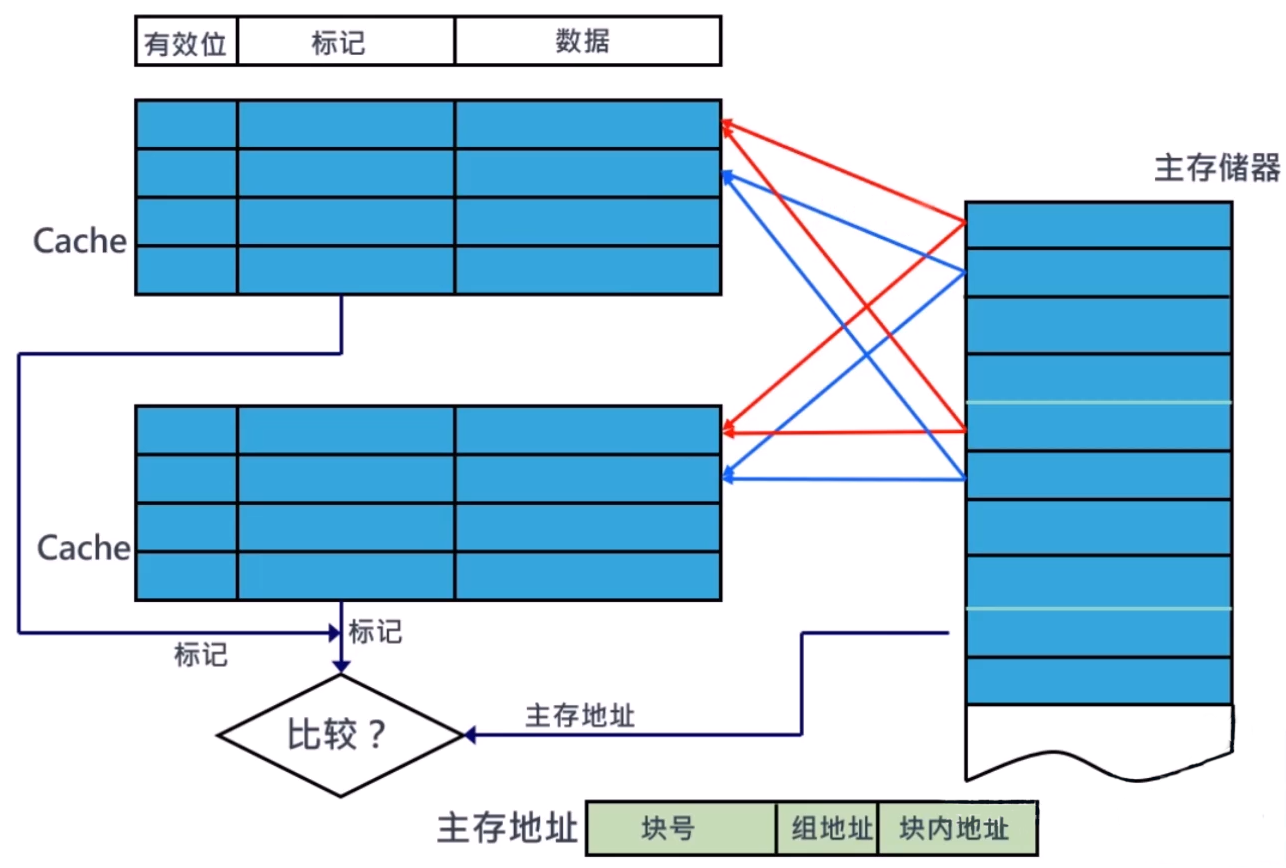 有效位 标记 数据
主存储器
Cache
Cache
标记
标记
比较？
主存地址
主存地址 块号 组地址 块内地址